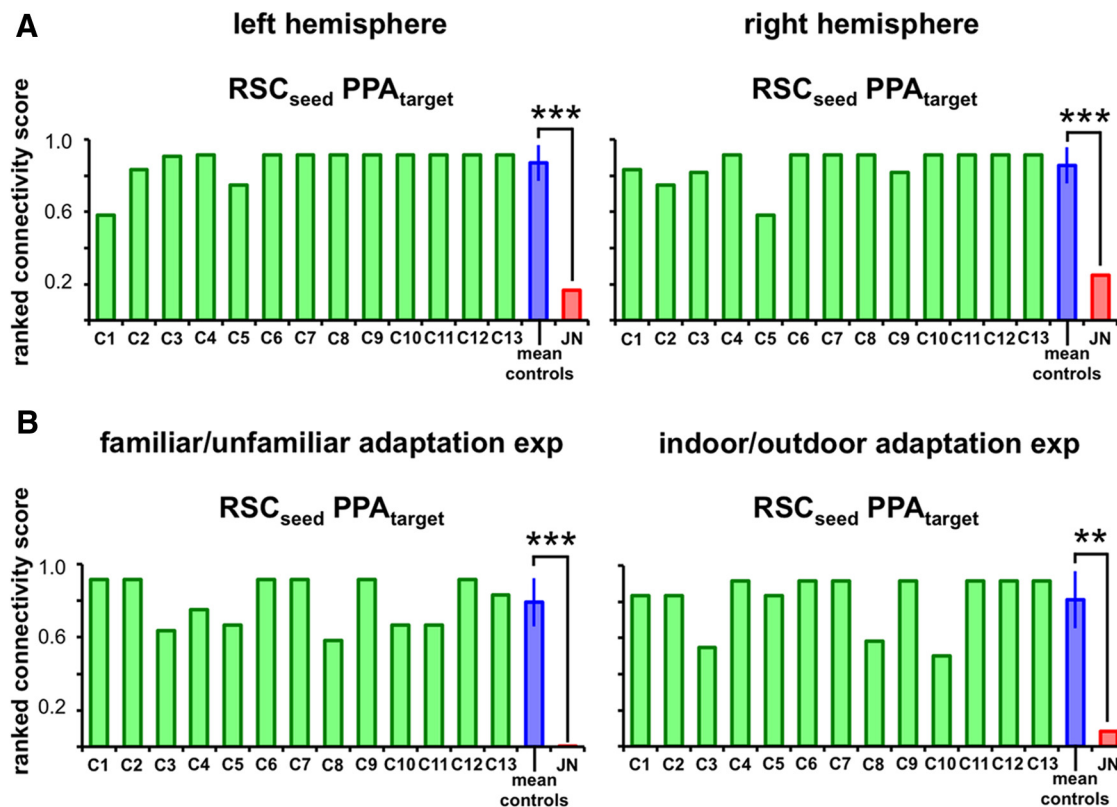 A
left hemisphere
right hemisphere
RSCseed PPAtarget
RSCseed PPAtarget
***
***
ranked connectivity score
1.0
0.6
0.2
C1 C2 C3 C4 C5 C6 C7 C8 C9 C10 C11 C12 C13 mean controls JN
C1 C2 C3 C4 C5 C6 C7 C8 C9 C10 C11 C12 C13 mean controls JN
B
familiar/unfamiliar adaptation exp
indoor/outdoor adaptation exp
RSCseed PPAtarget
RSCseed PPAtarget
***
**
ranked connectivity score
1.0
0.6
0.2
C1 C2 C3 C4 C5 C6 C7 C8 C9 C10 C11 C12 C13 mean controls JN
C1 C2 C3 C4 C5 C6 C7 C8 C9 C10 C11 C12 C13 mean controls JN